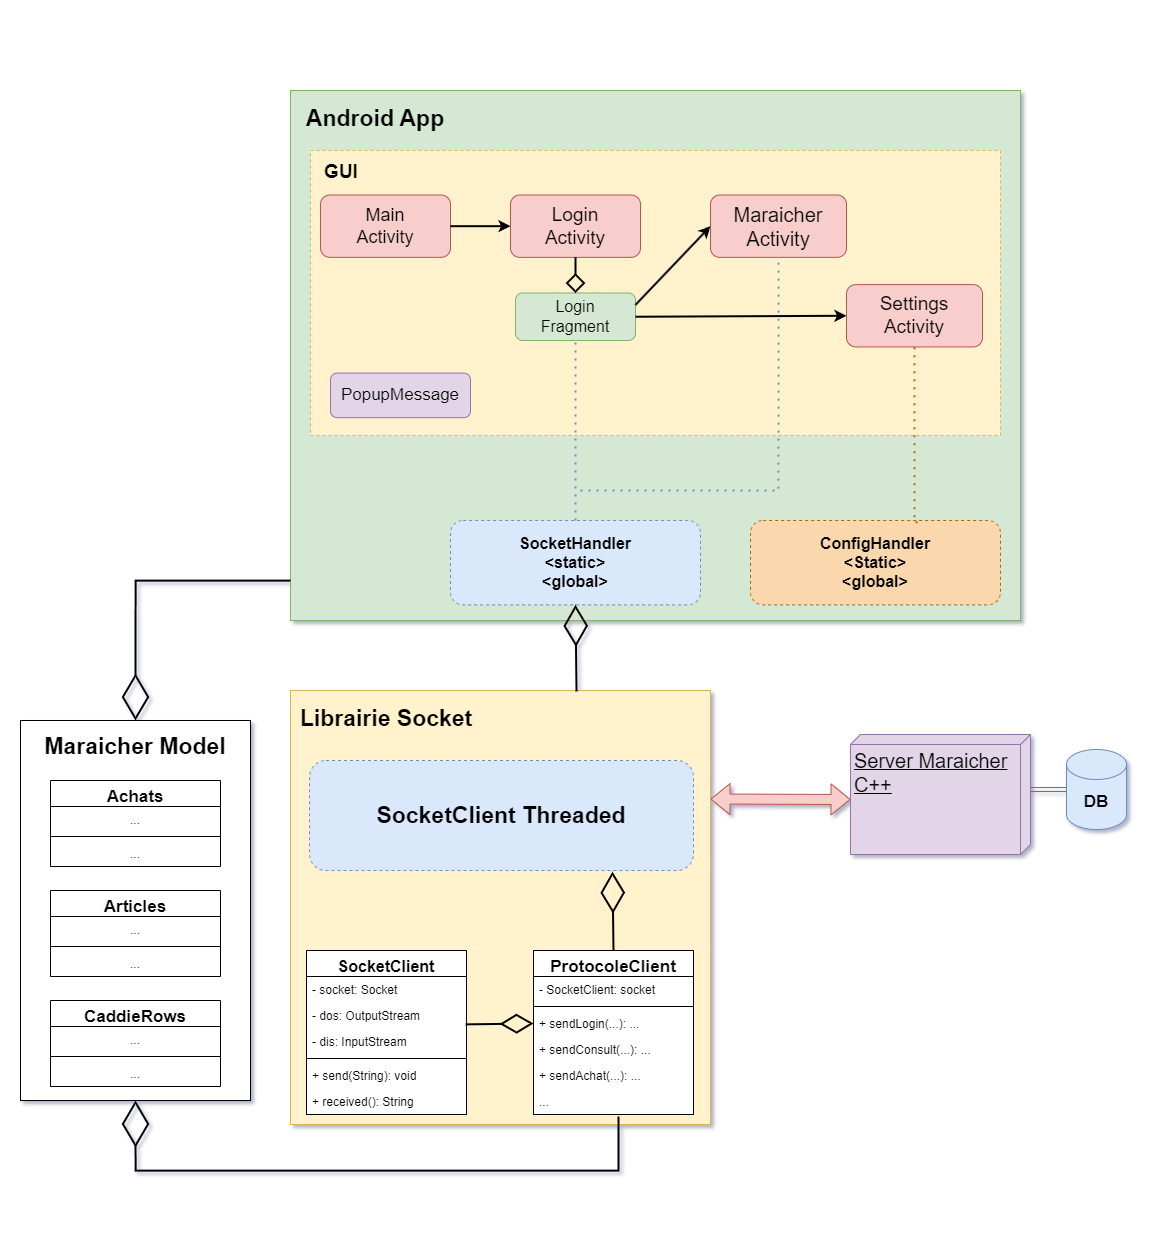 Android App
GUI
Main
Activity
Login
Activity
Maraicher
Activity
Login
Fragment
Settings
Activity
PopupMessage
SocketHandler
<static>
<global>
ConfigHandler
<Static>
<global>
Maraicher Model
Achats
...
...
Articles
...
...
CaddieRows
...
...
Librairie Socket
SocketClient Threaded
SocketClient
- socket: Socket
- dos: OutputStream
- dis: InputStream
+ send(String): void
+ received(): String
ProtocoleClient
- SocketClient: socket
+ sendLogin(...): ...
+ sendConsult(...): ...
+ sendAchat(...): ...
...
Server Maraicher
C++
DB